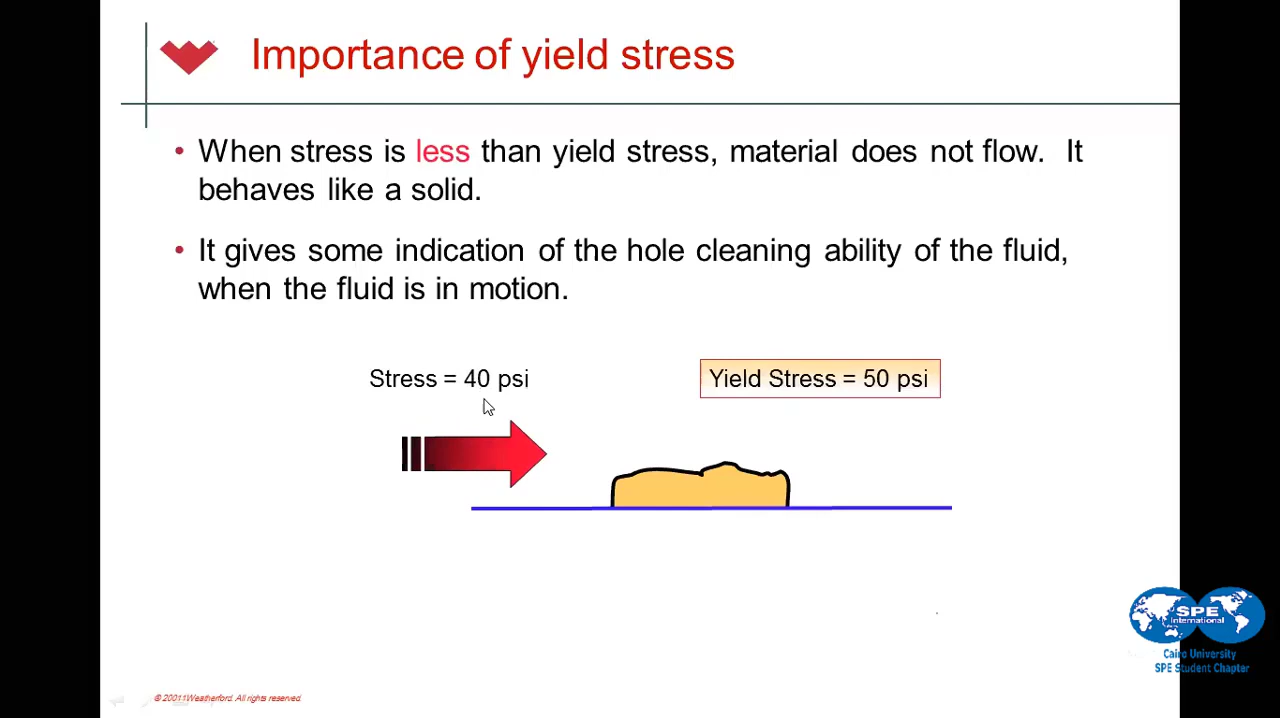 Importance of yield stress
• When stress is less than yield stress, material does not flow. It
behaves like a solid.
• It gives some indication of the hole cleaning ability of the fluid,
when the fluid is in motion.
Stress = 40 psi
Yield Stress = 50 psi
SPE
International
Cairo University
SPE Student Chapter
© 20011Weatherford. All rights reserved.